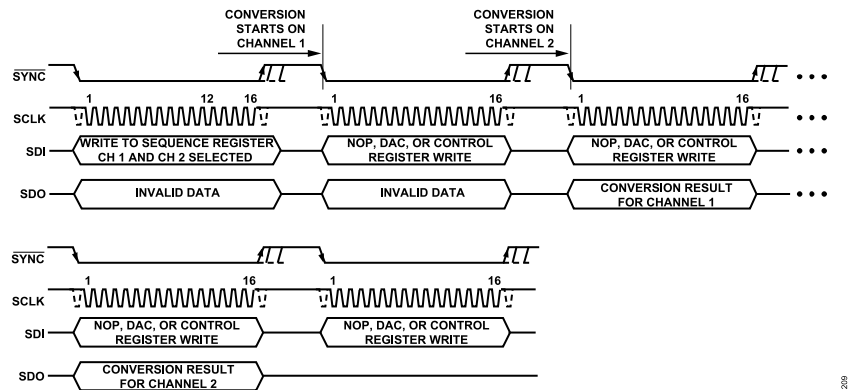 CONVERSION
STARTS ON
CHANNEL 1
CONVERSION
STARTS ON
CHANNEL 2
SYNC
1 12 16 1 16 1 16
SCLK
SDI
WRITE TO SEQUENCE REGISTER
CH 1 AND CH 2 SELECTED
NOP, DAC, OR CONTROL
REGISTER WRITE
NOP, DAC, OR CONTROL
REGISTER WRITE
SDO
INVALID DATA
INVALID DATA
CONVERSION RESULT
FOR CHANNEL 1
SYNC
1 16 1 16
SCLK
SDI
NOP, DAC, OR CONTROL
REGISTER WRITE
NOP, DAC, OR CONTROL
REGISTER WRITE
SDO
CONVERSION RESULT
FOR CHANNEL 2
209